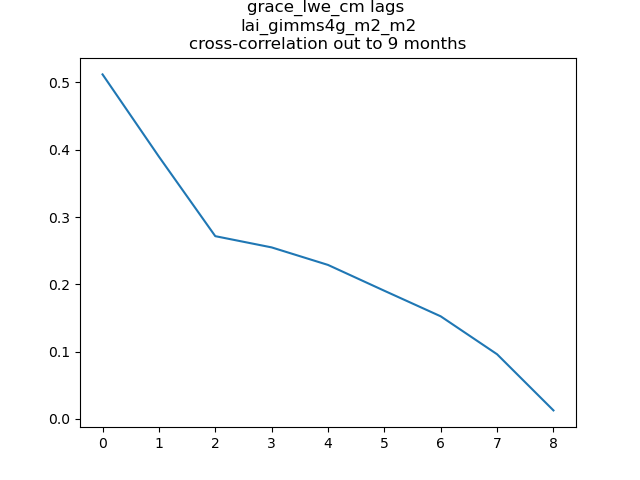 grace_lwe_cm lags
lai_gimms4g_m2_m2
cross-correlation out to 9 months
0.5
0.4
0.3
0.2
0.1
0.0
0 1 2 3 4 5 6 7 8